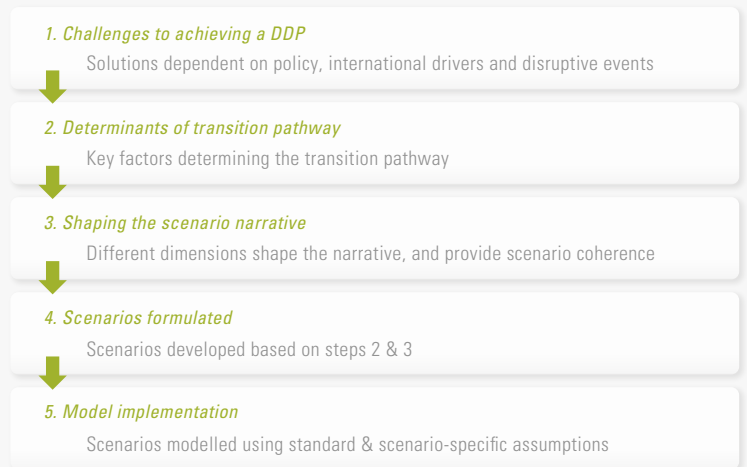 1. Challenges to achieving a DDP
Solutions dependent on policy, international drivers and disruptive events
2. Determinants of transition pathway
Key factors determining the transition pathway
3. Shaping the scenario narrative
Different dimensions shape the narrative, and provide scenario coherence
4. Scenarios formulated
Scenarios developed based on steps 2 & 3
5. Model implementation
Scenarios modelled using standard & scenario-specific assumptions